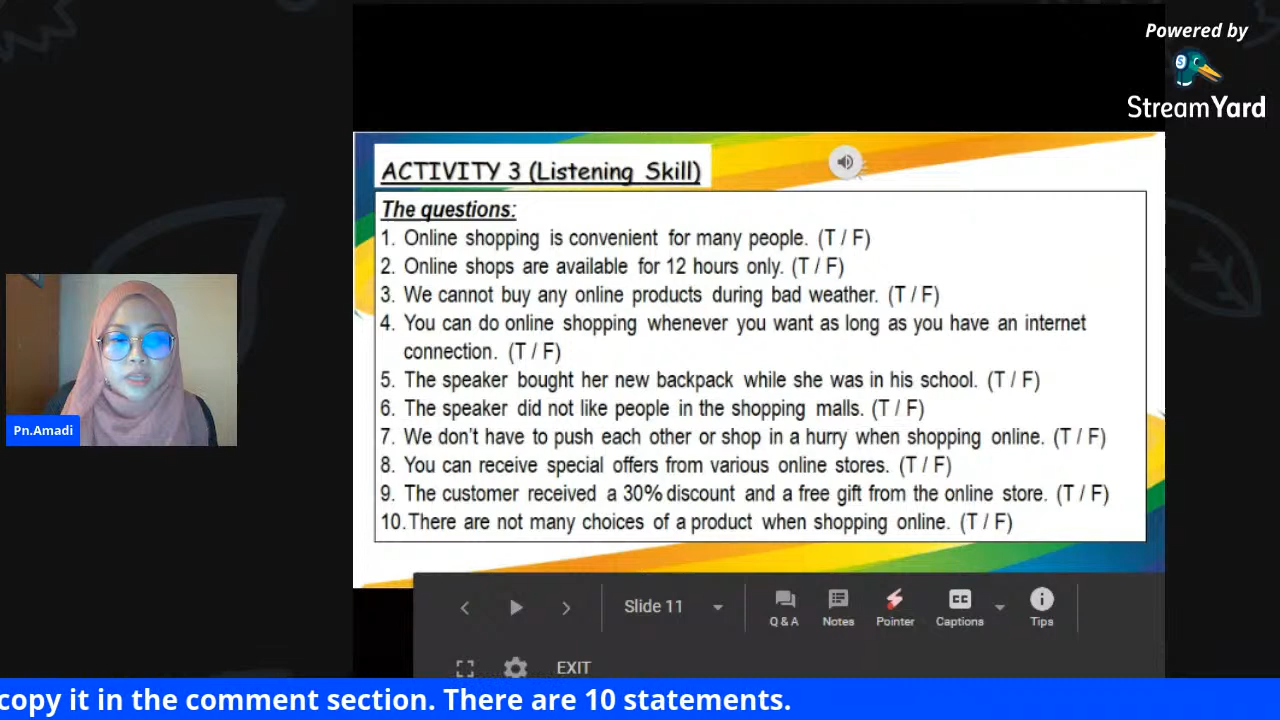 Powered by
StreamYard
ACTIVITY 3 (Listening Skill)
The questions:
1. Online shopping is convenient for many people. (T / F)
2. Online shops are available for 12 hours only. (T / F)
3. We cannot buy any online products during bad weather. (T / F)
4. You can do online shopping whenever you want as long as you have an internet
connection. (T / F)
5. The speaker bought her new backpack while she was in his school. (T / F)
6. The speaker did not like people in the shopping malls. (T / F)
7. We don't have to push each other or shop in a hurry when shopping online. (T / F)
8. You can receive special offers from various online stores. (T / F)
9. The customer received a 30% discount and a free gift from the online store. (T / F)
10.There are not many choices of a product when shopping online. (T / F)
Pn.Amadi
Slide 11
Q & A
Notes
Pointer
CC
Captions
Tips
EXIT
copy it in the comment section. There are 10 statements.